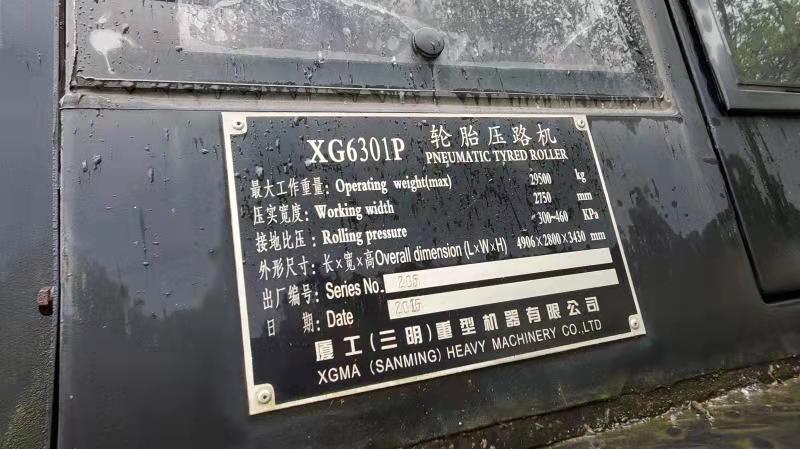 XG6301P 轮胎压路机
PNEUMATIC TYRED ROLLER
最大工作重量: Operating weight(max) 29500 kg
压实宽度: Working width 2750 mm
接地比压: Rolling pressure 300~460 KPa
外形尺寸: 长×宽×高Overall dimension (L×W×H) 4906×2800×3430 mm
出厂编号: Series No.
日 期: Date 2015
厦工(三明)重型机器有限公司
XGMA (SANMING) HEAVY MACHINERY CO.,LTD